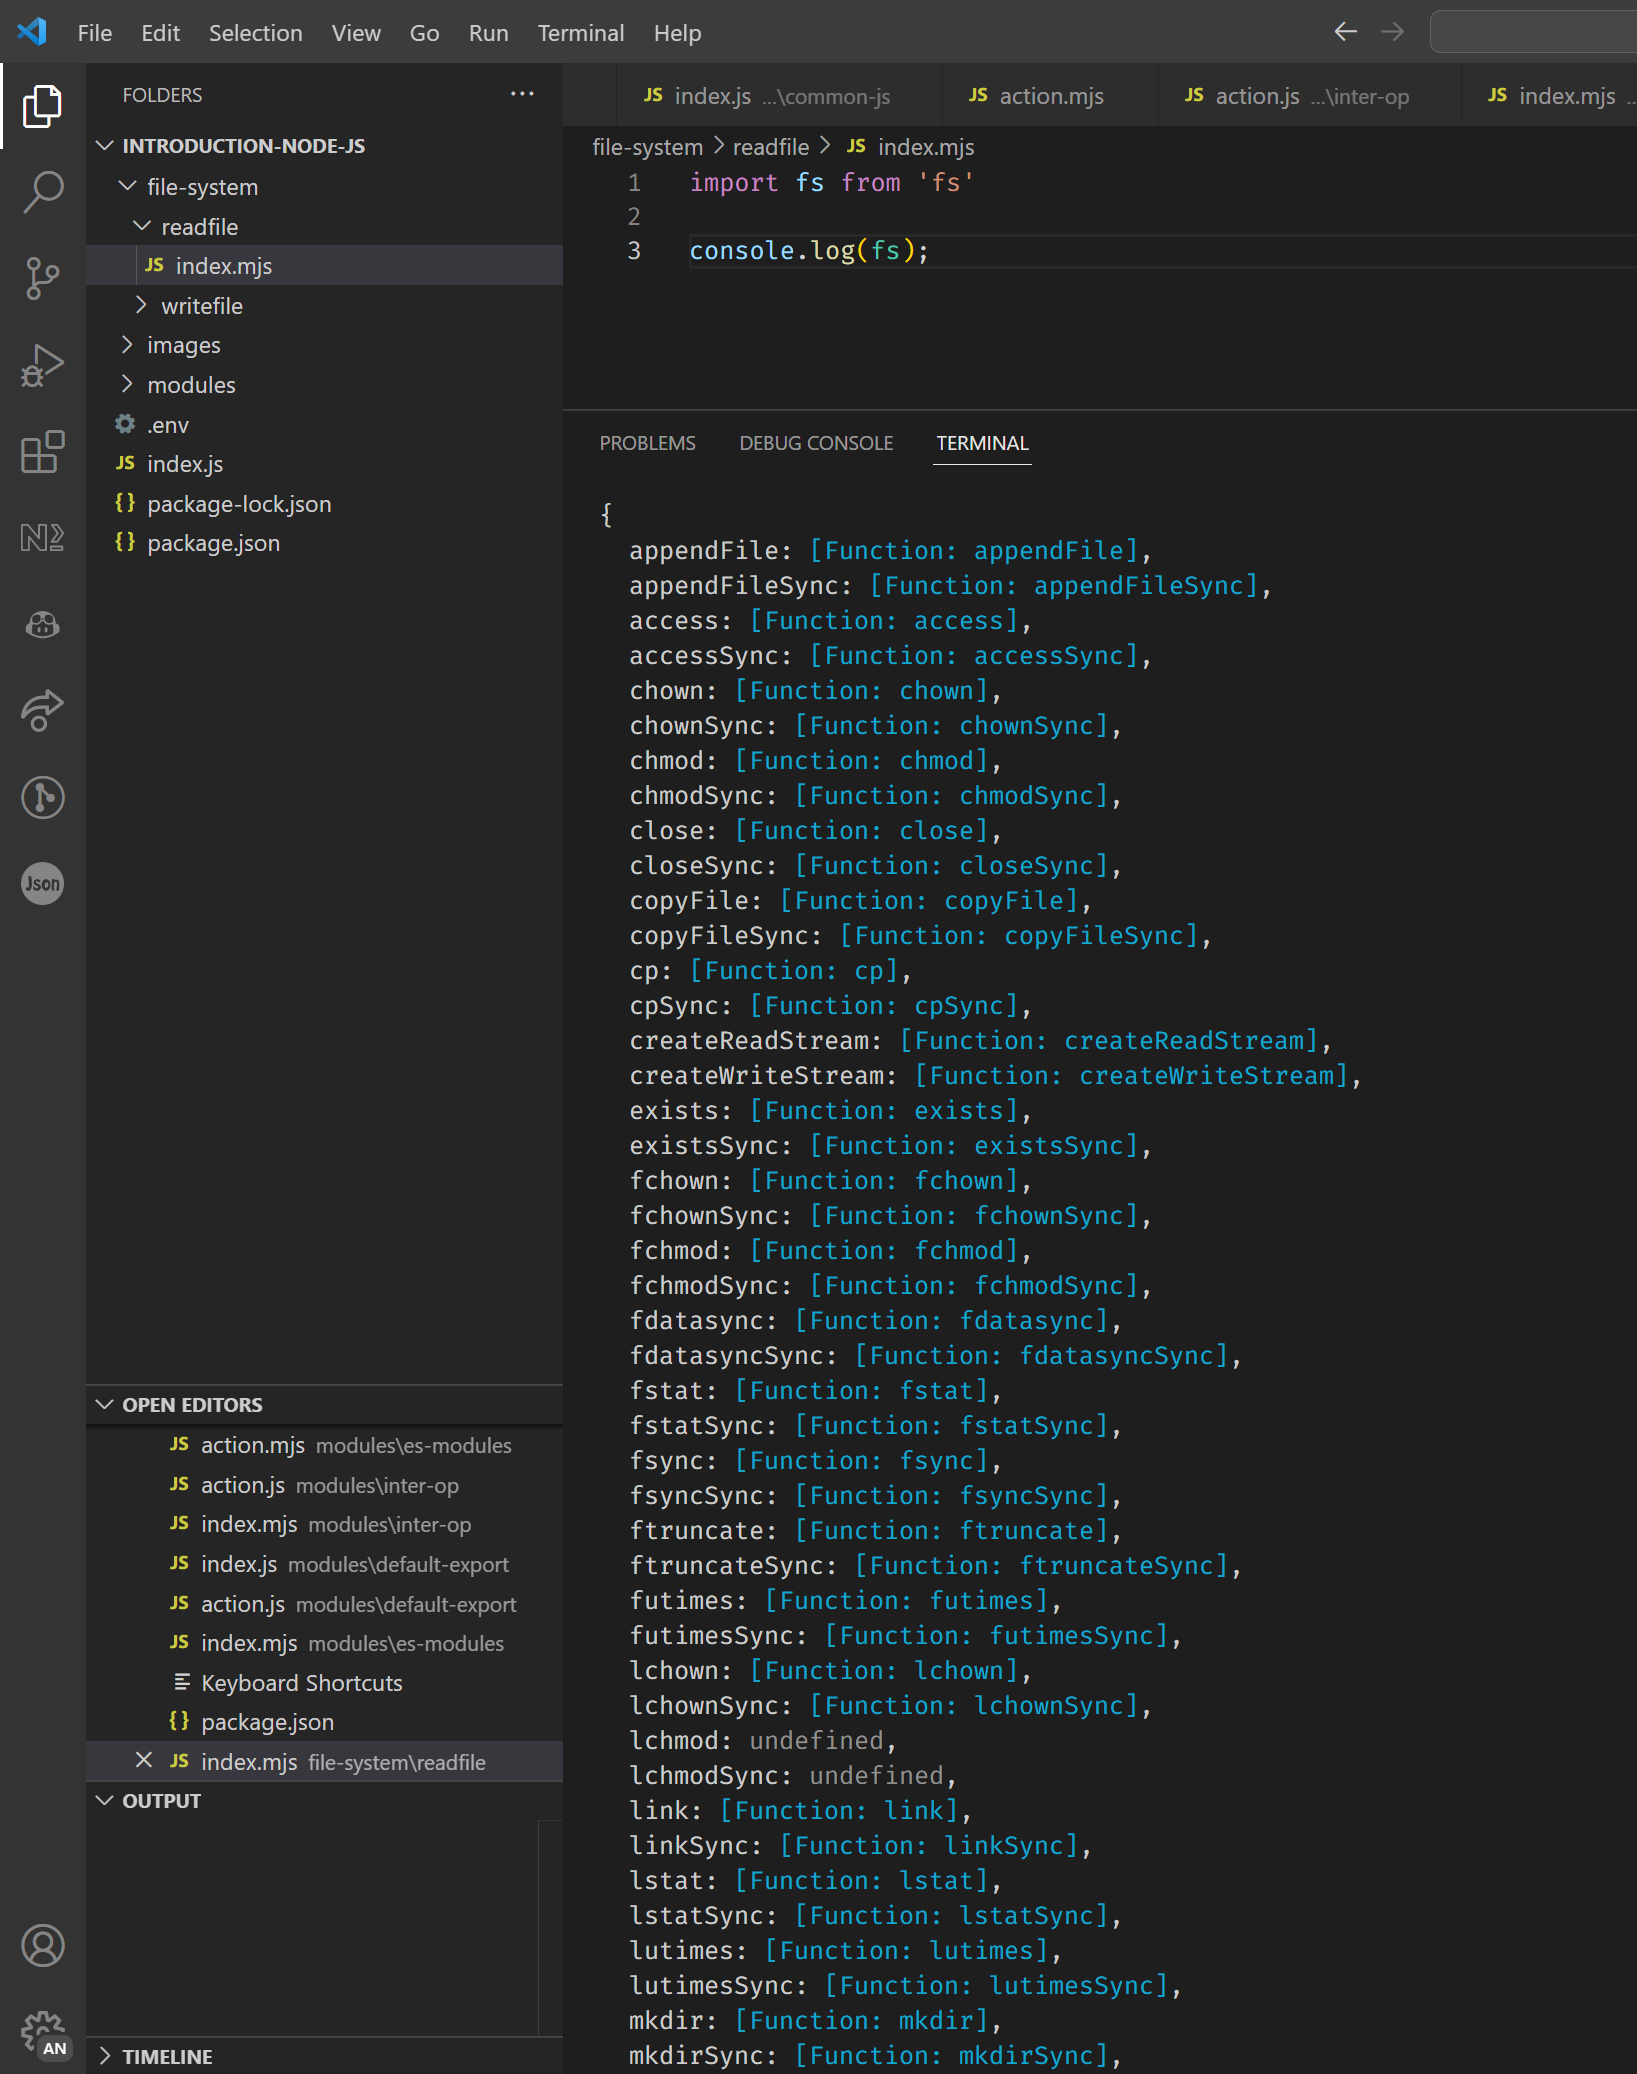 File Edit Selection View Go Run Terminal Help
FOLDERS
INTRODUCTION-NODE-JS
file-system
readfile
JS index.mjs
writefile
images
modules
.env
JS index.js
{} package-lock.json
{} package.json
OPEN EDITORS
JS action.mjs modules\es-modules
JS action.js modules\inter-op
JS index.mjs modules\inter-op
JS index.js modules\default-export
JS action.js modules\default-export
JS index.mjs modules\es-modules
Keyboard Shortcuts
{} package.json
JS index.mjs file-system\readfile
OUTPUT
TIMELINE
Json
AN
JS index.js ...\common-js JS action.mjs JS action.js ...\inter-op JS index.mjs ..
file-system > readfile > JS index.mjs
1 import fs from 'fs'
2
3 console.log(fs);
PROBLEMS DEBUG CONSOLE TERMINAL
{
appendFile: [Function: appendFile],
appendFileSync: [Function: appendFileSync],
access: [Function: access],
accessSync: [Function: accessSync],
chown: [Function: chown],
chownSync: [Function: chownSync],
chmod: [Function: chmod],
chmodSync: [Function: chmodSync],
close: [Function: close],
closeSync: [Function: closeSync],
copyFile: [Function: copyFile],
copyFileSync: [Function: copyFileSync],
cp: [Function: cp],
cpSync: [Function: cpSync],
createReadStream: [Function: createReadStream],
createWriteStream: [Function: createWriteStream],
exists: [Function: exists],
existsSync: [Function: existsSync],
fchown: [Function: fchown],
fchownSync: [Function: fchownSync],
fchmod: [Function: fchmod],
fchmodSync: [Function: fchmodSync],
fdatasync: [Function: fdatasync],
fdatasyncSync: [Function: fdatasyncSync],
fstat: [Function: fstat],
fstatSync: [Function: fstatSync],
fsync: [Function: fsync],
fsyncSync: [Function: fsyncSync],
ftruncate: [Function: ftruncate],
ftruncateSync: [Function: ftruncateSync],
futimes: [Function: futimes],
futimesSync: [Function: futimesSync],
lchown: [Function: lchown],
lchownSync: [Function: lchownSync],
lchmod: undefined,
lchmodSync: undefined,
link: [Function: link],
linkSync: [Function: linkSync],
lstat: [Function: lstat],
lstatSync: [Function: lstatSync],
lutimes: [Function: lutimes],
lutimesSync: [Function: lutimesSync],
mkdir: [Function: mkdir],
mkdirSync: [Function: mkdirSync],